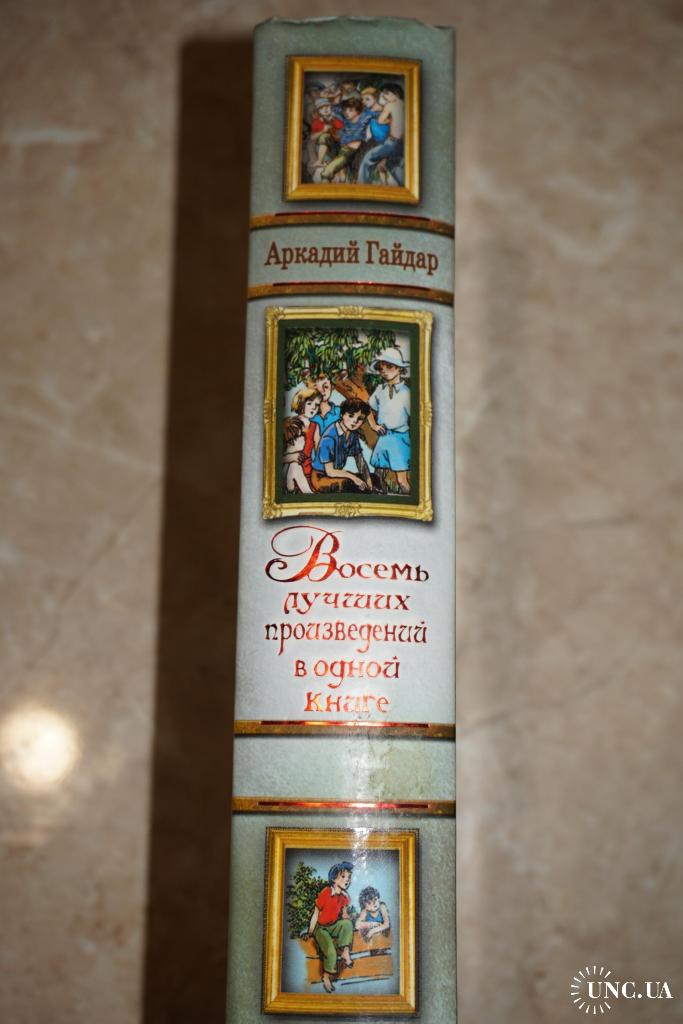 Аркадий Гайдар
Восемь
лучших
произведений
в одной
книге
UNC.UA